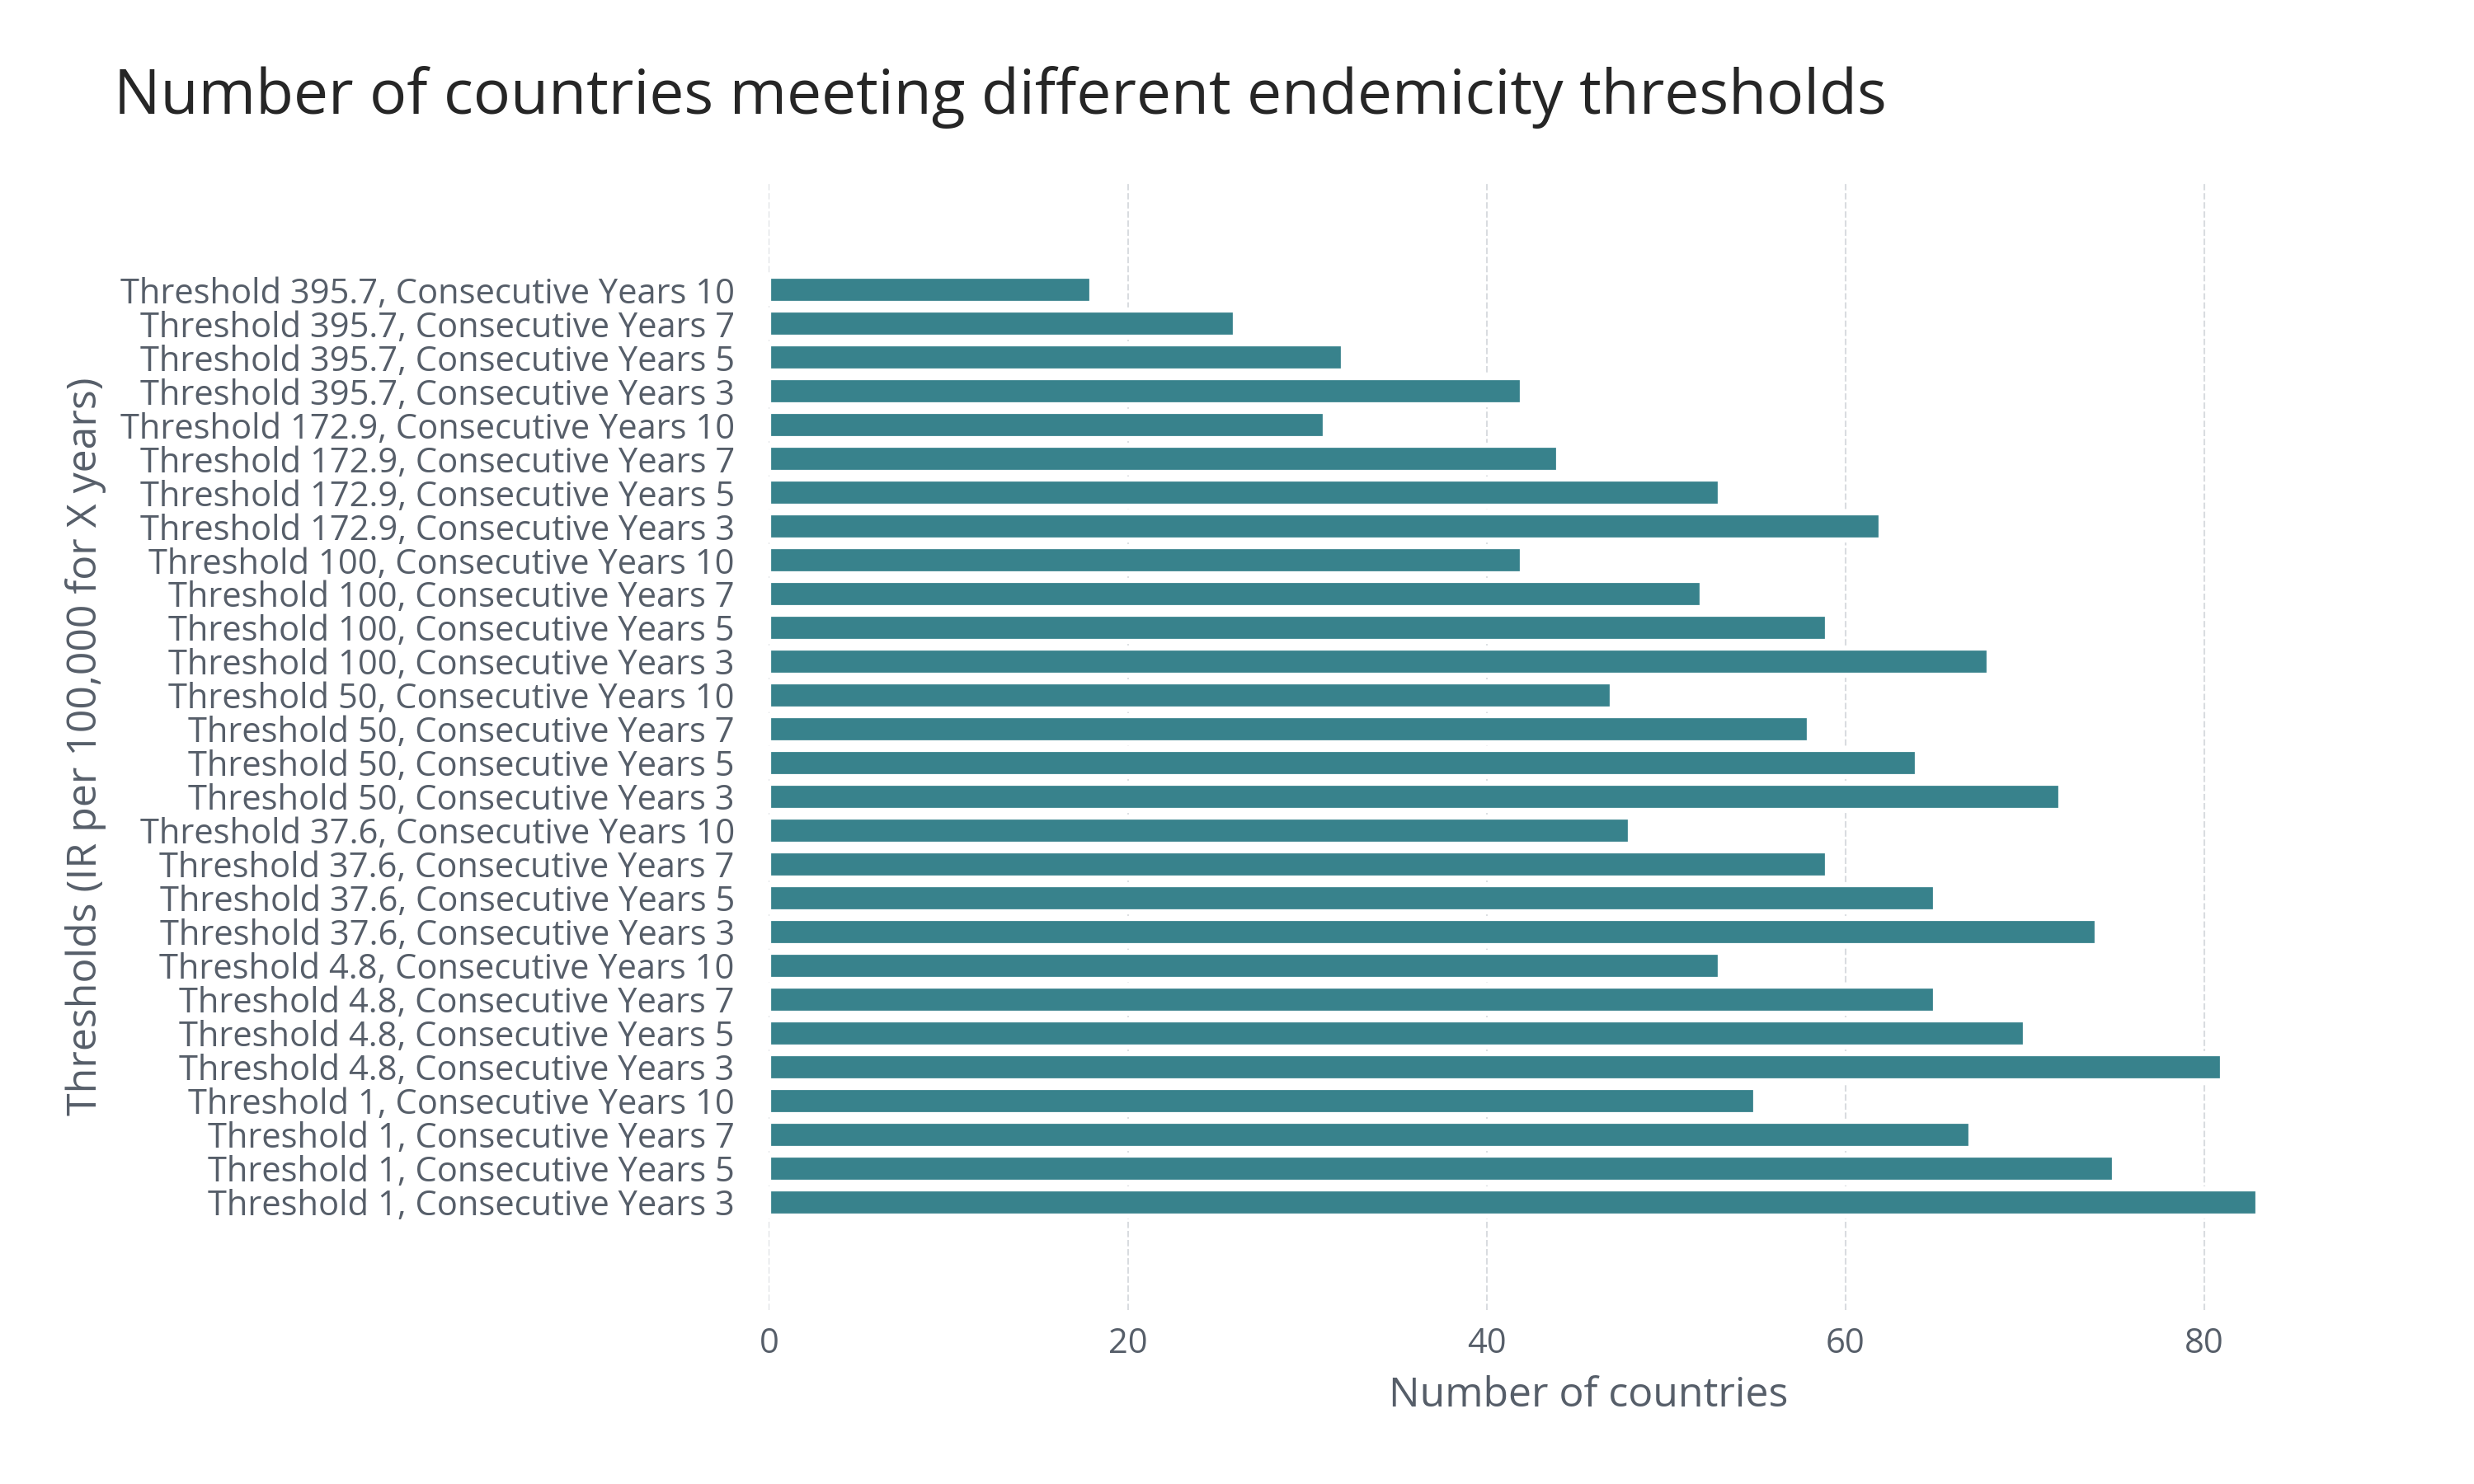 Number of countries meeting different endemicity thresholds
Thresholds (IR per 100,000 for X years)
Threshold 395.7, Consecutive Years 10
Threshold 395.7, Consecutive Years 7
Threshold 395.7, Consecutive Years 5
Threshold 395.7, Consecutive Years 3
Threshold 172.9, Consecutive Years 10
Threshold 172.9, Consecutive Years 7
Threshold 172.9, Consecutive Years 5
Threshold 172.9, Consecutive Years 3
Threshold 100, Consecutive Years 10
Threshold 100, Consecutive Years 7
Threshold 100, Consecutive Years 5
Threshold 100, Consecutive Years 3
Threshold 50, Consecutive Years 10
Threshold 50, Consecutive Years 7
Threshold 50, Consecutive Years 5
Threshold 50, Consecutive Years 3
Threshold 37.6, Consecutive Years 10
Threshold 37.6, Consecutive Years 7
Threshold 37.6, Consecutive Years 5
Threshold 37.6, Consecutive Years 3
Threshold 4.8, Consecutive Years 10
Threshold 4.8, Consecutive Years 7
Threshold 4.8, Consecutive Years 5
Threshold 4.8, Consecutive Years 3
Threshold 1, Consecutive Years 10
Threshold 1, Consecutive Years 7
Threshold 1, Consecutive Years 5
Threshold 1, Consecutive Years 3
0 20 40 60 80
Number of countries